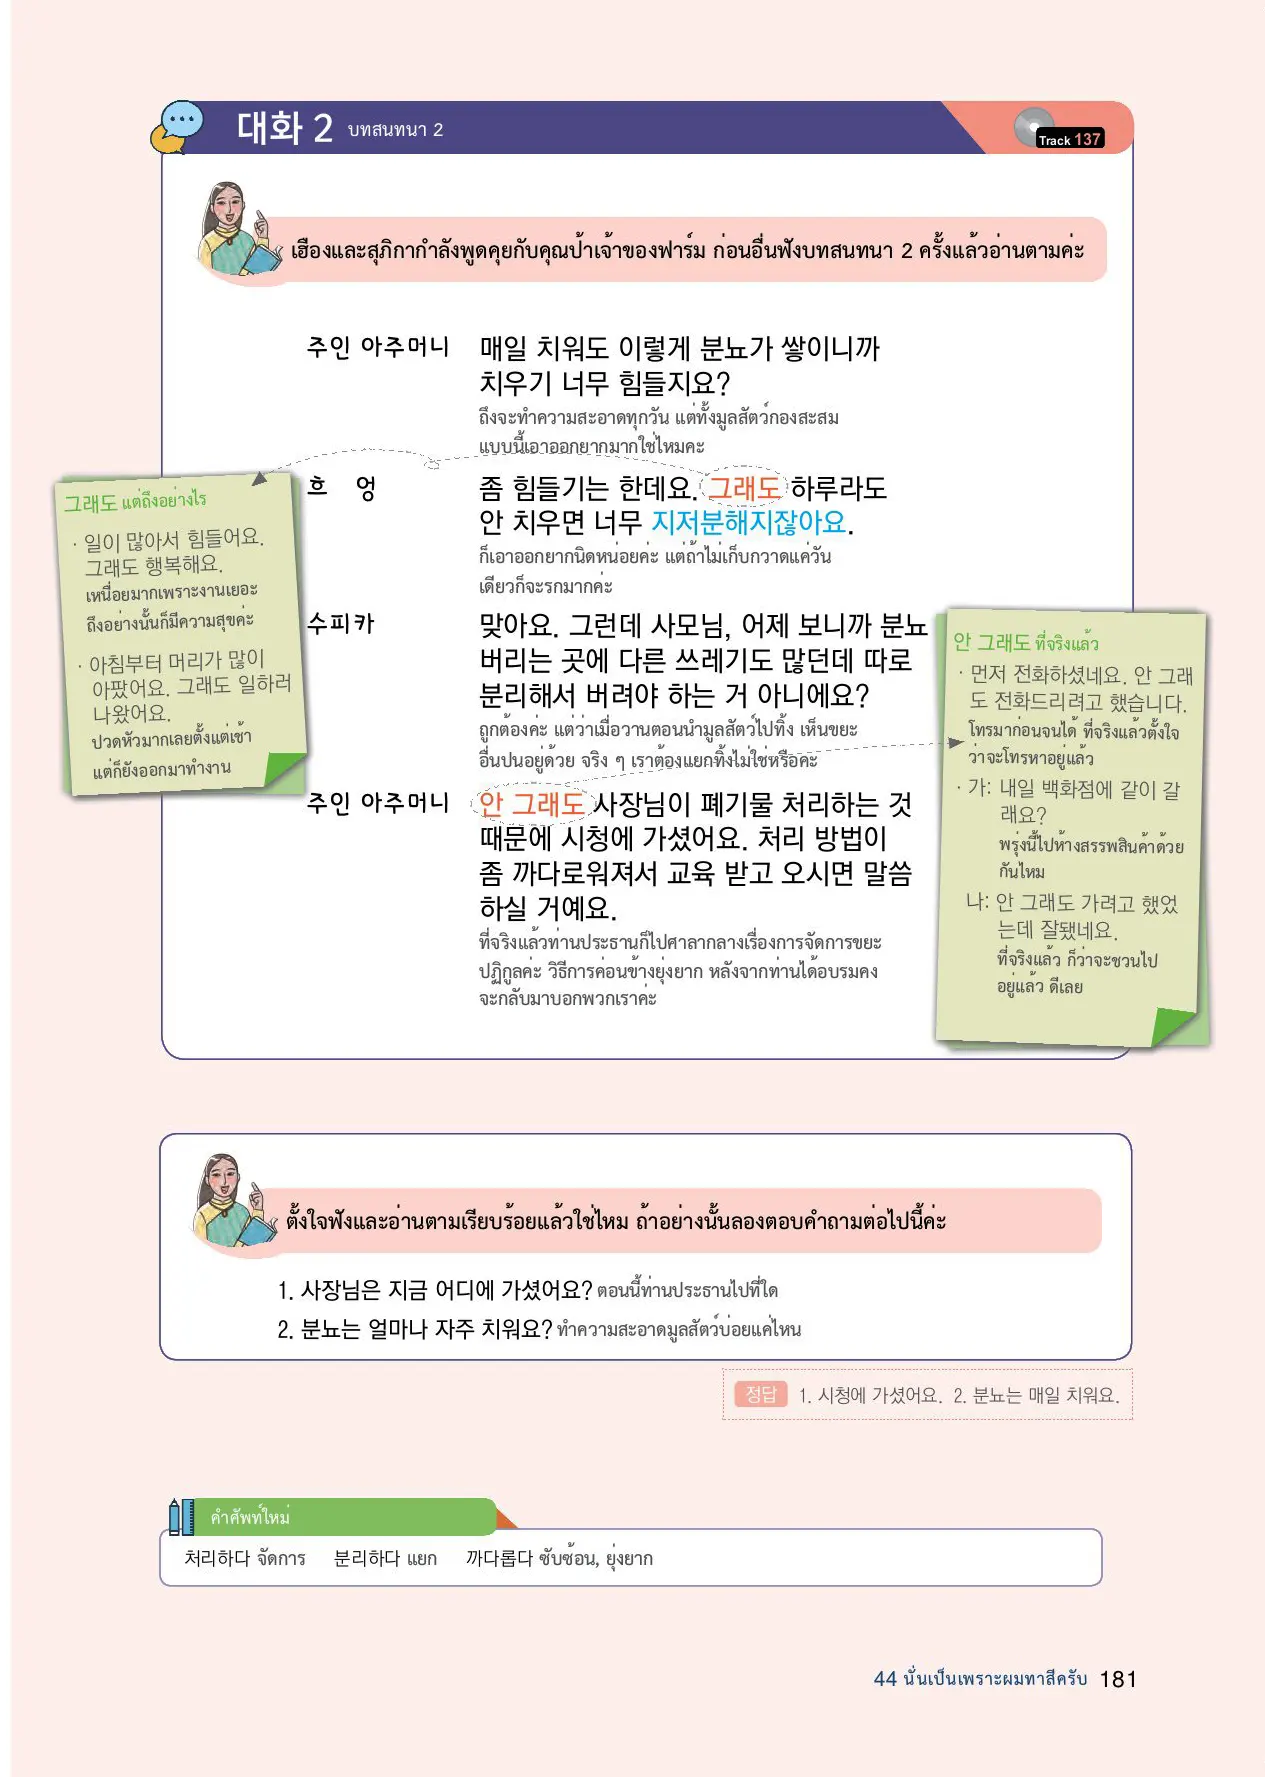 대화 2 บทสนทนา 2
Track 137
เฮืองและสุภิกากำลังพูดคุยกับคุณป้าเจ้าของฟาร์ม ก่อนอื่นฟังบทสนทนา 2 ครั้งแล้วอ่านตามค่ะ
주인 아주머니 매일 치워도 이렇게 분뇨가 쌓이니까
치우기 너무 힘들지요?
ถึงจะทำความสะอาดทุกวัน แต่ทั้งมูลสัตว์กองสะสม
แบบนี้เอาออกยากมากใช่ไหมคะ
흐 엉 좀 힘들기는 한데요. 그래도 하루라도
안 치우면 너무 지저분해지잖아요.
ก็เอาออกยากนิดหน่อยค่ะ แต่ถ้าไม่เก็บกวาดแค่วัน
เดียวก็จะรกมากค่ะ
수피카 맞아요. 그런데 사모님, 어제 보니까 분뇨
버리는 곳에 다른 쓰레기도 많던데 따로
분리해서 버려야 하는 거 아니에요?
ถูกต้องค่ะ แต่ว่าเมื่อวานตอนนำมูลสัตว์ไปทิ้ง เห็นขยะ
อื่นปนอยู่ด้วย จริง ๆ เราต้องแยกทิ้งไม่ใช่หรือคะ
주인 아주머니 안 그래도 사장님이 폐기물 처리하는 것
때문에 시청에 가셨어요. 처리 방법이
좀 까다로워져서 교육 받고 오시면 말씀
하실 거예요.
ที่จริงแล้วท่านประธานก็ไปศาลากลางเรื่องการจัดการขยะ
ปฏิกูลค่ะ วิธีการค่อนข้างยุ่งยาก หลังจากท่านได้อบรมคง
จะกลับมาบอกพวกเราค่ะ
그래도 แต่ถึงอย่างไร
· 일이 많아서 힘들어요.
그래도 행복해요.
เหนื่อยมากเพราะงานเยอะ
ถึงอย่างนั้นก็มีความสุขค่ะ
· 아침부터 머리가 많이
아팠어요. 그래도 일하러
나왔어요.
ปวดหัวมากเลยตั้งแต่เช้า
แต่ก็ยังออกมาทำงาน
안 그래도 ที่จริงแล้ว
· 먼저 전화하셨네요. 안 그래
도 전화드리려고 했습니다.
โทรมาก่อนจนได้ ที่จริงแล้วตั้งใจ
ว่าจะโทรหาอยู่แล้ว
· 가: 내일 백화점에 같이 갈
래요?
พรุ่งนี้ไปห้างสรรพสินค้าด้วย
กันไหม
나: 안 그래도 가려고 했었
는데 잘됐네요.
ที่จริงแล้ว ก็ว่าจะชวนไป
อยู่แล้ว ดีเลย
ตั้งใจฟังและอ่านตามเรียบร้อยแล้วใช่ไหม ถ้าอย่างนั้นลองตอบคำถามต่อไปนี้ค่ะ
1. 사장님은 지금 어디에 가셨어요? ตอนนี้ท่านประธานไปที่ใด
2. 분뇨는 얼마나 자주 치워요? ทำความสะอาดมูลสัตว์บ่อยแค่ไหน
정답 1. 시청에 가셨어요. 2. 분뇨는 매일 치워요.
คำศัพท์ใหม่
처리하다 จัดการ 분리하다 แยก 까다롭다 ซับซ้อน, ยุ่งยาก
44 นั่นเป็นเพราะผมทาสีครับ 181